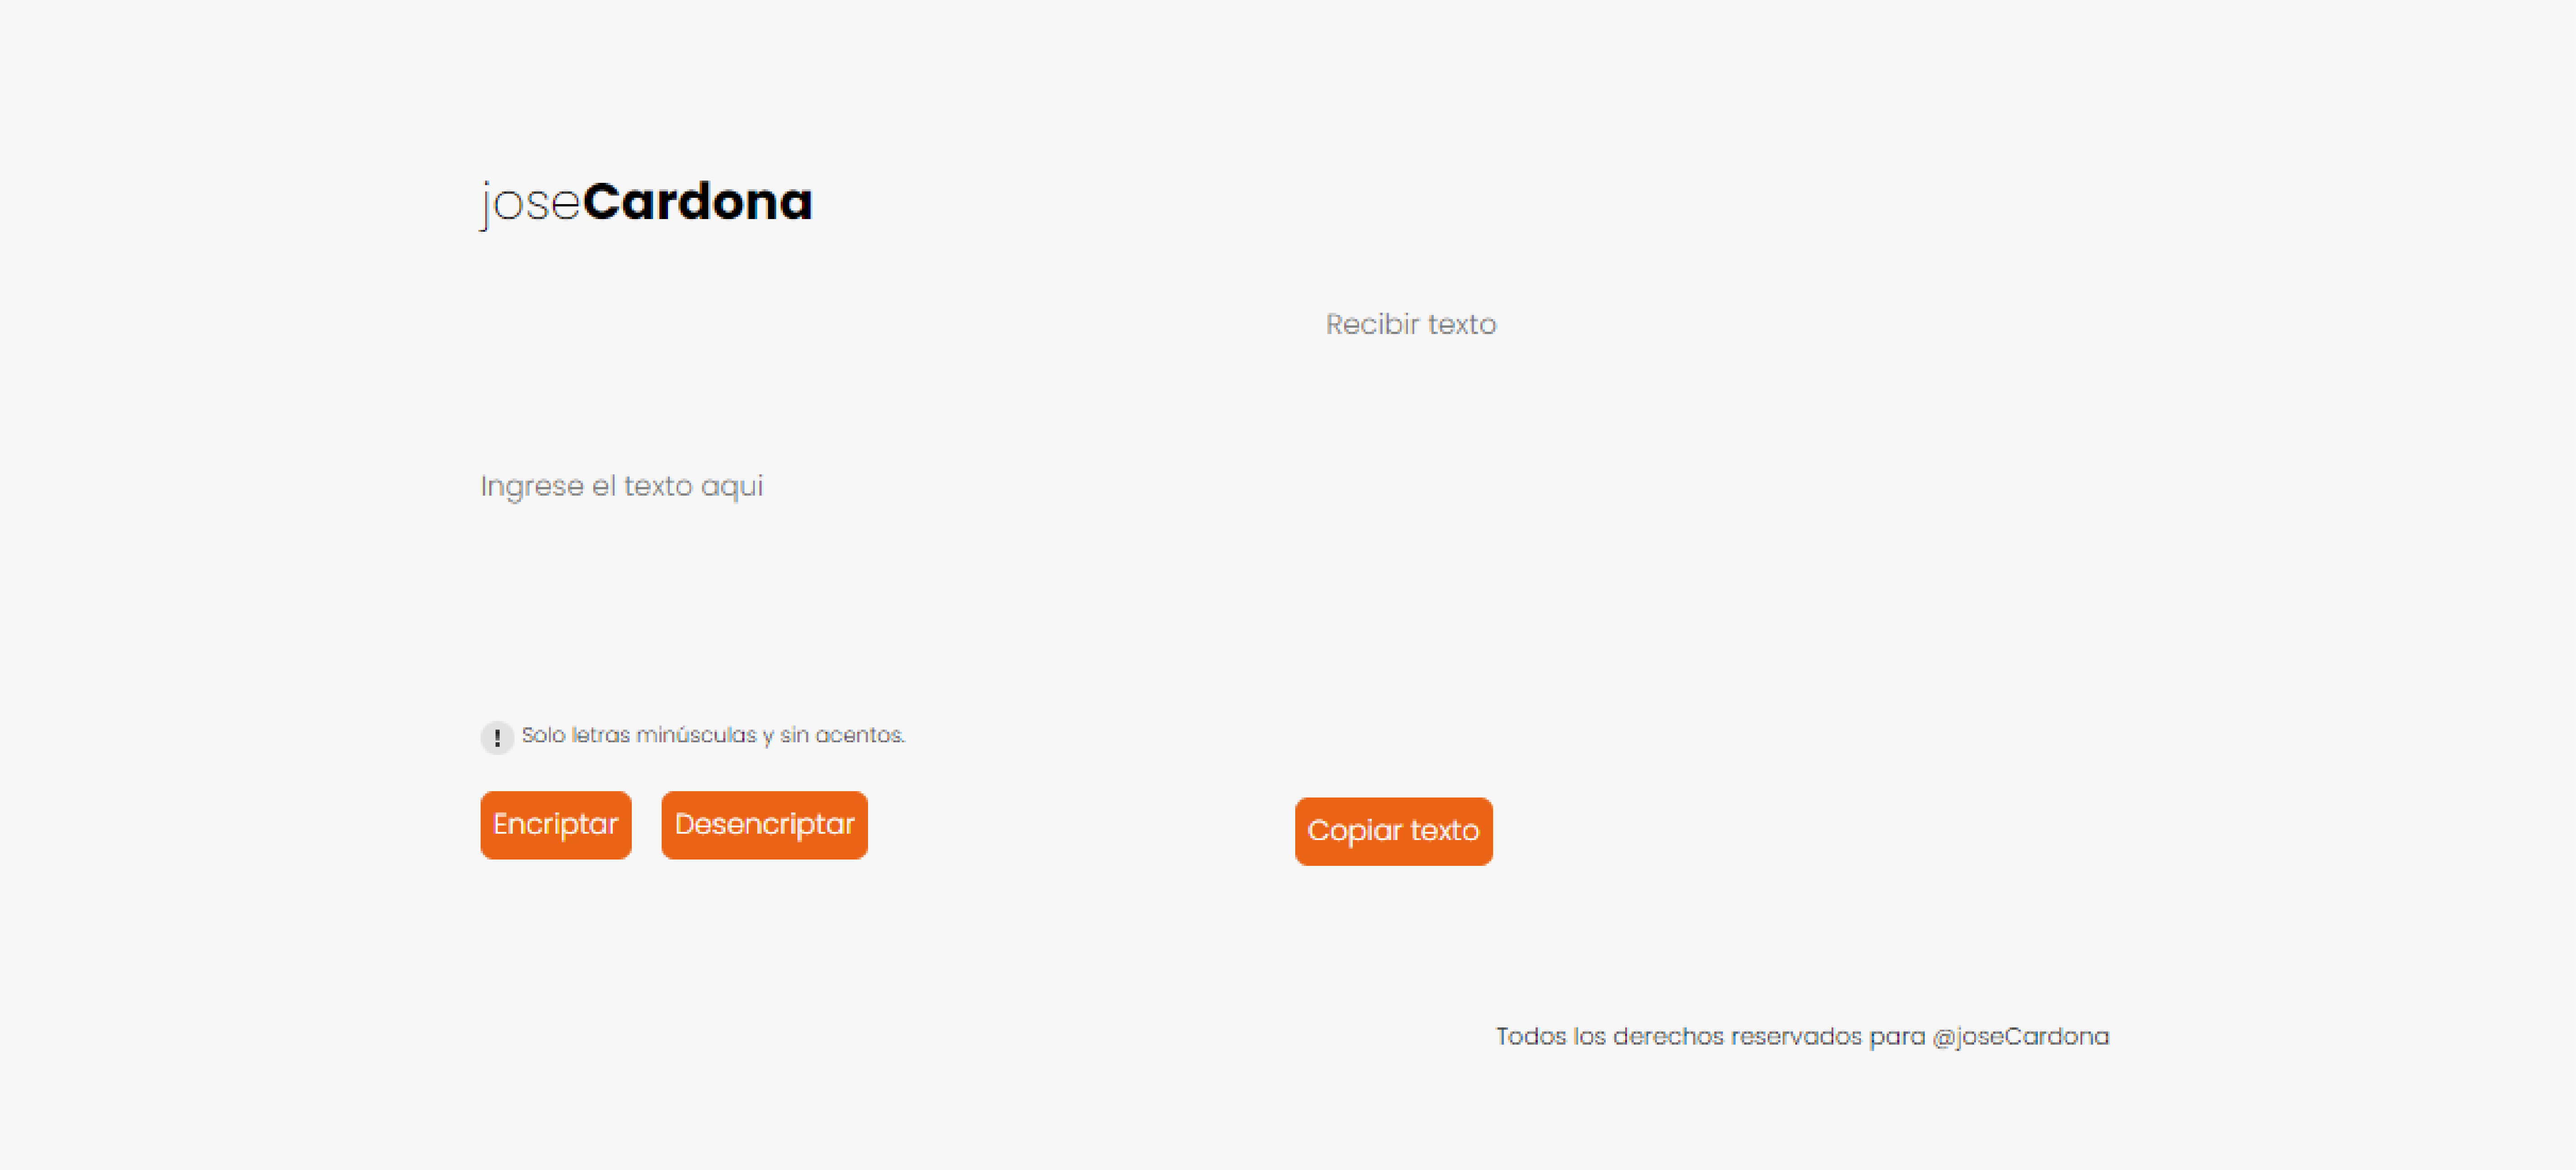 joseCardona
Recibir texto
Ingrese el texto aqui
! Solo letras minúsculas y sin acentos.
Encriptar
Desencriptar
Copiar texto
Todos los derechos reservados para @joseCardona